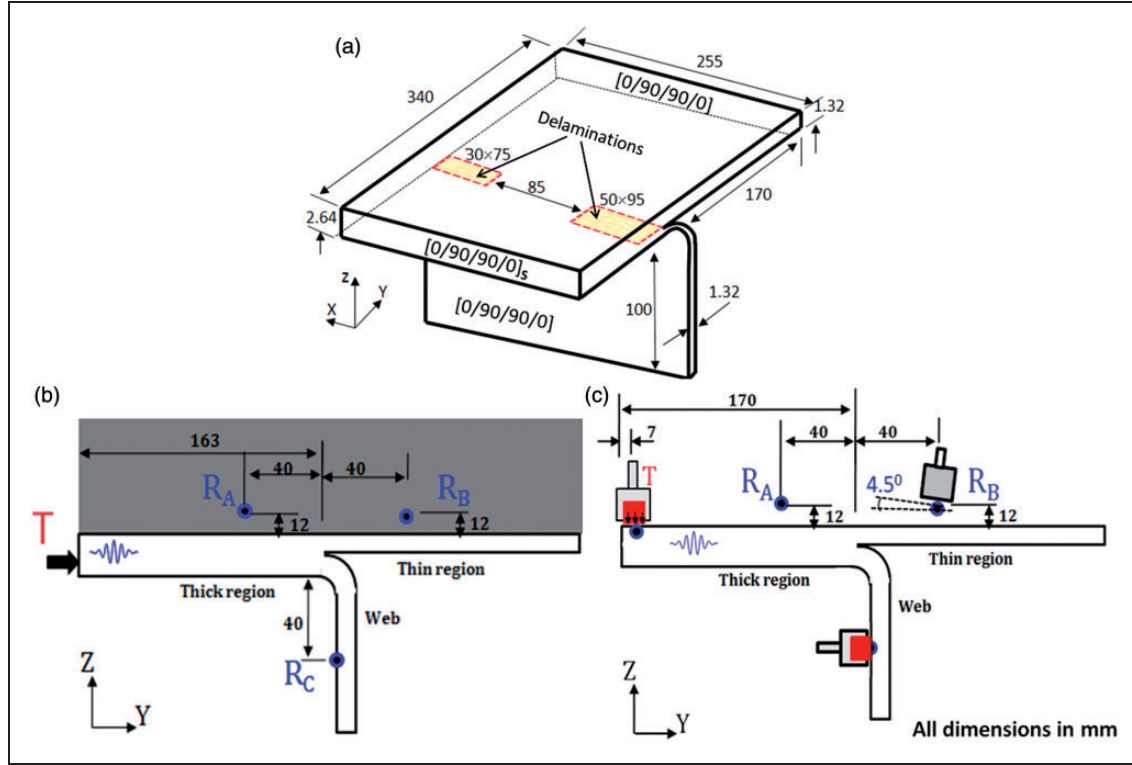 (a)
255
[0/90/90/0]
1.32
340
Delaminations
30×75
85
50×95
170
2.64
[0/90/90/0]s
[0/90/90/0]
100
1.32
z
Y
X
(b)
163
40
40
RA
RB
12
12
T
Thick region
Thin region
40
Web
RC
Z
Y
(c)
170
7
40
40
T
RA
4.5⁰
RB
12
12
Thick region
Thin region
Web
Z
Y
All dimensions in mm